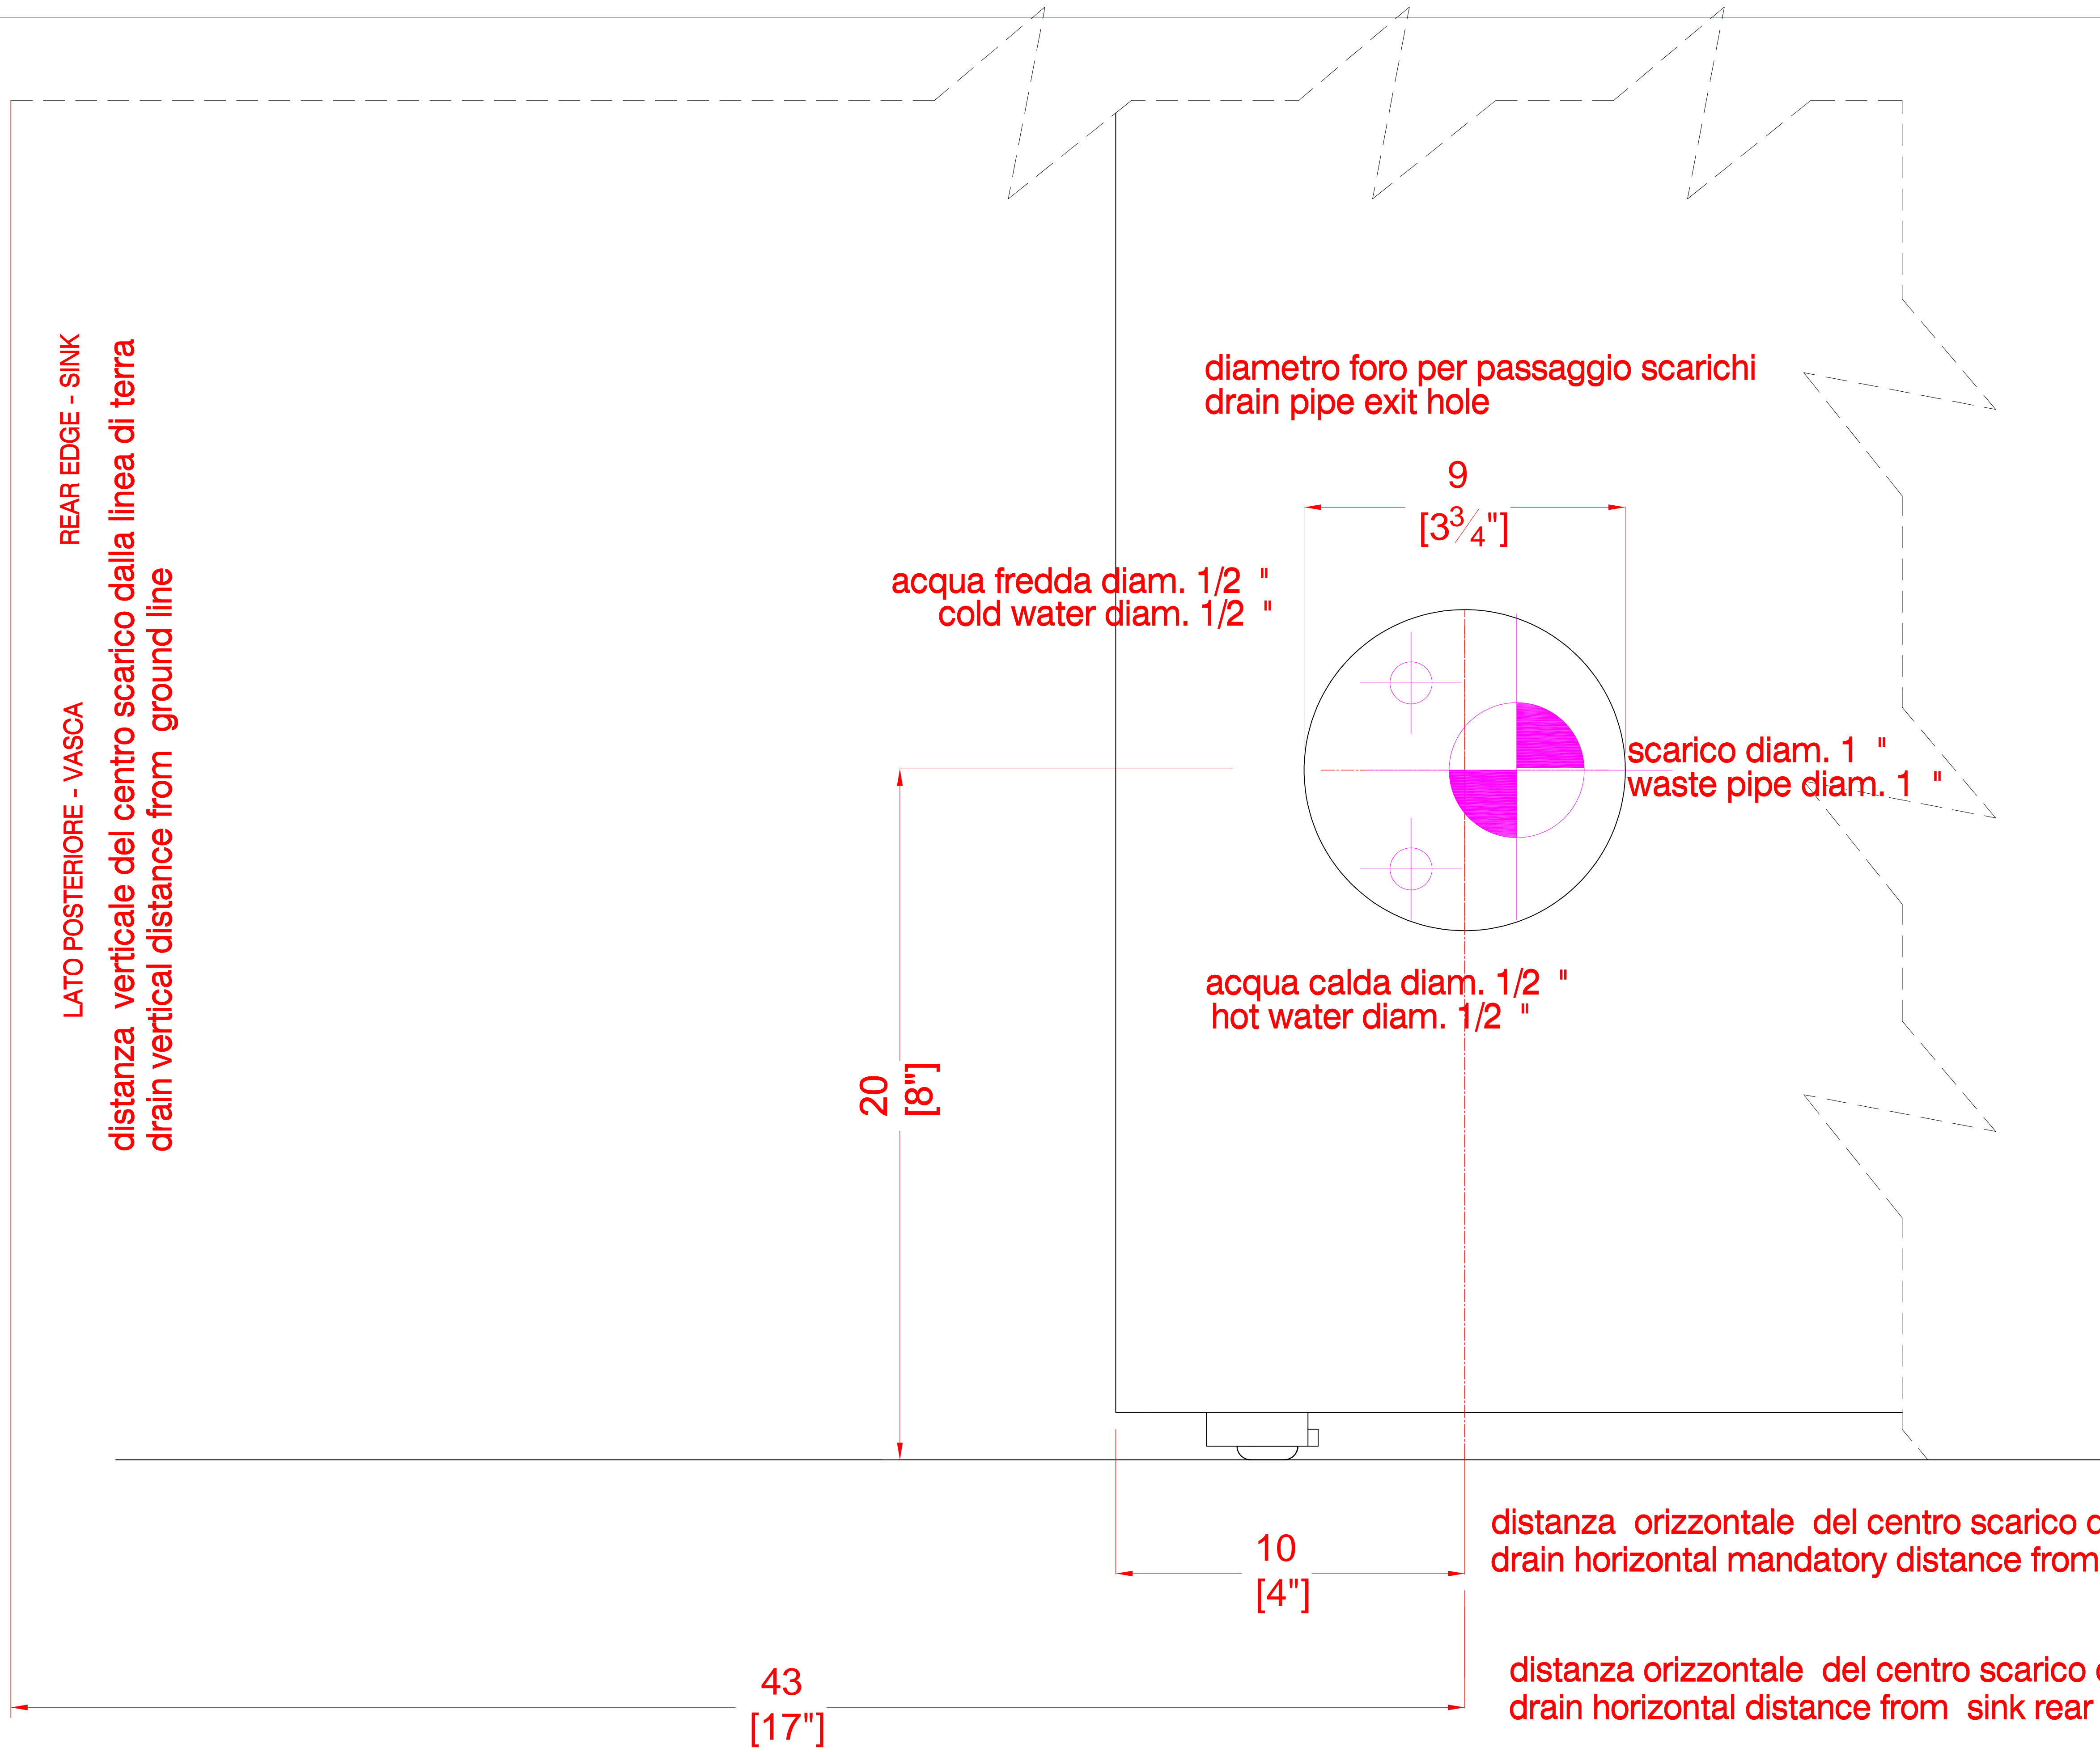 REAR EDGE - SINK
LATO POSTERIORE - VASCA
distanza verticale del centro scarico dalla linea di terra
drain vertical distance from ground line
diametro foro per passaggio scarichi
drain pipe exit hole
9
[3 3/4"]
acqua fredda diam. 1/2 "
cold water diam. 1/2 "
scarico diam. 1 "
waste pipe diam. 1 "
acqua calda diam. 1/2 "
hot water diam. 1/2 "
20
[8"]
distanza orizzontale del centro scarico
drain horizontal mandatory distance from
10
[4"]
distanza orizzontale del centro scarico
drain horizontal distance from sink rear
43
[17"]